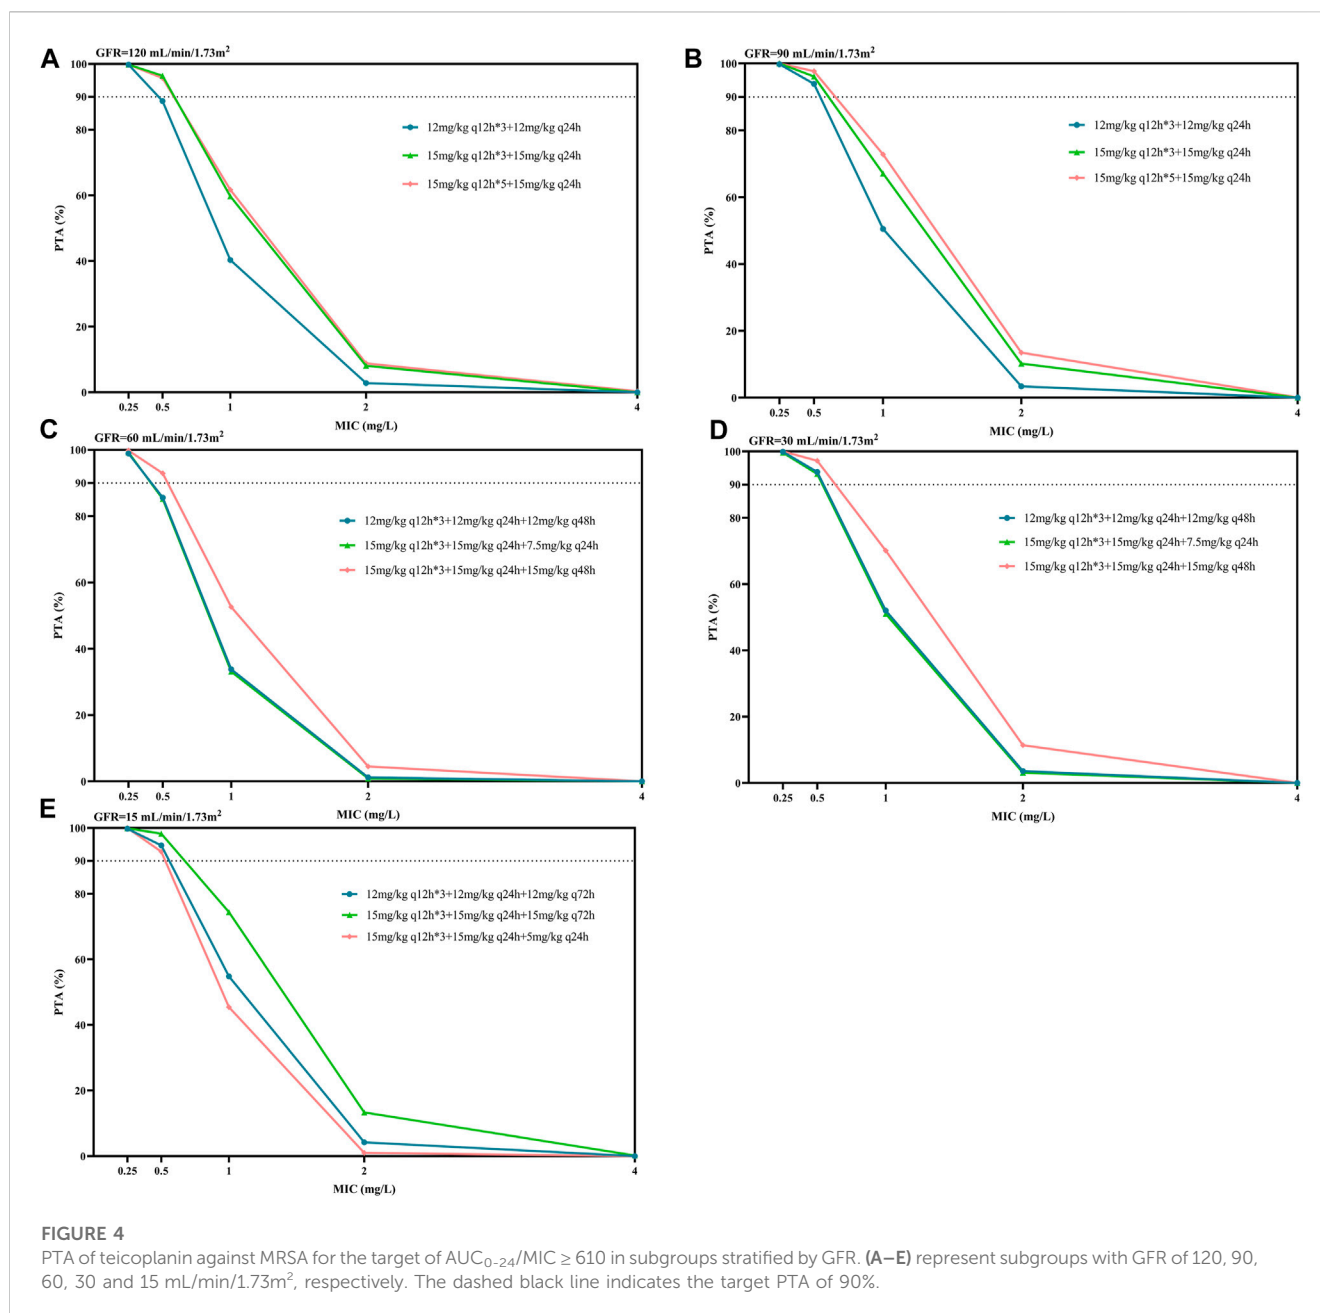 A
GFR=120 mL/min/1.73m²
PTA (%)
100
90
80
60
40
20
0
12mg/kg q12h*3+12mg/kg q24h
15mg/kg q12h*3+15mg/kg q24h
15mg/kg q12h*5+15mg/kg q24h
0.25 0.5 1 2 4
MIC (mg/L)
B
GFR=90 mL/min/1.73m²
PTA (%)
100
90
80
60
40
20
0
12mg/kg q12h*3+12mg/kg q24h
15mg/kg q12h*3+15mg/kg q24h
15mg/kg q12h*5+15mg/kg q24h
0.25 0.5 1 2 4
MIC (mg/L)
C
GFR=60 mL/min/1.73m²
PTA (%)
100
90
80
60
40
20
0
12mg/kg q12h*3+12mg/kg q24h+12mg/kg q48h
15mg/kg q12h*3+15mg/kg q24h+7.5mg/kg q24h
15mg/kg q12h*3+15mg/kg q24h+15mg/kg q48h
0.25 0.5 1 2 4
MIC (mg/L)
D
GFR=30 mL/min/1.73m²
PTA (%)
100
90
80
60
40
20
0
12mg/kg q12h*3+12mg/kg q24h+12mg/kg q48h
15mg/kg q12h*3+15mg/kg q24h+7.5mg/kg q24h
15mg/kg q12h*3+15mg/kg q24h+15mg/kg q48h
0.25 0.5 1 2 4
MIC (mg/L)
E
GFR=15 mL/min/1.73m²
PTA (%)
100
90
80
60
40
20
0
12mg/kg q12h*3+12mg/kg q24h+12mg/kg q72h
15mg/kg q12h*3+15mg/kg q24h+15mg/kg q72h
15mg/kg q12h*3+15mg/kg q24h+5mg/kg q24h
0.25 0.5 1 2 4
MIC (mg/L)
FIGURE 4
PTA of teicoplanin against MRSA for the target of AUC₀₋₂₄/MIC ≥ 610 in subgroups stratified by GFR. (A–E) represent subgroups with GFR of 120, 90,
60, 30 and 15 mL/min/1.73m², respectively. The dashed black line indicates the target PTA of 90%.